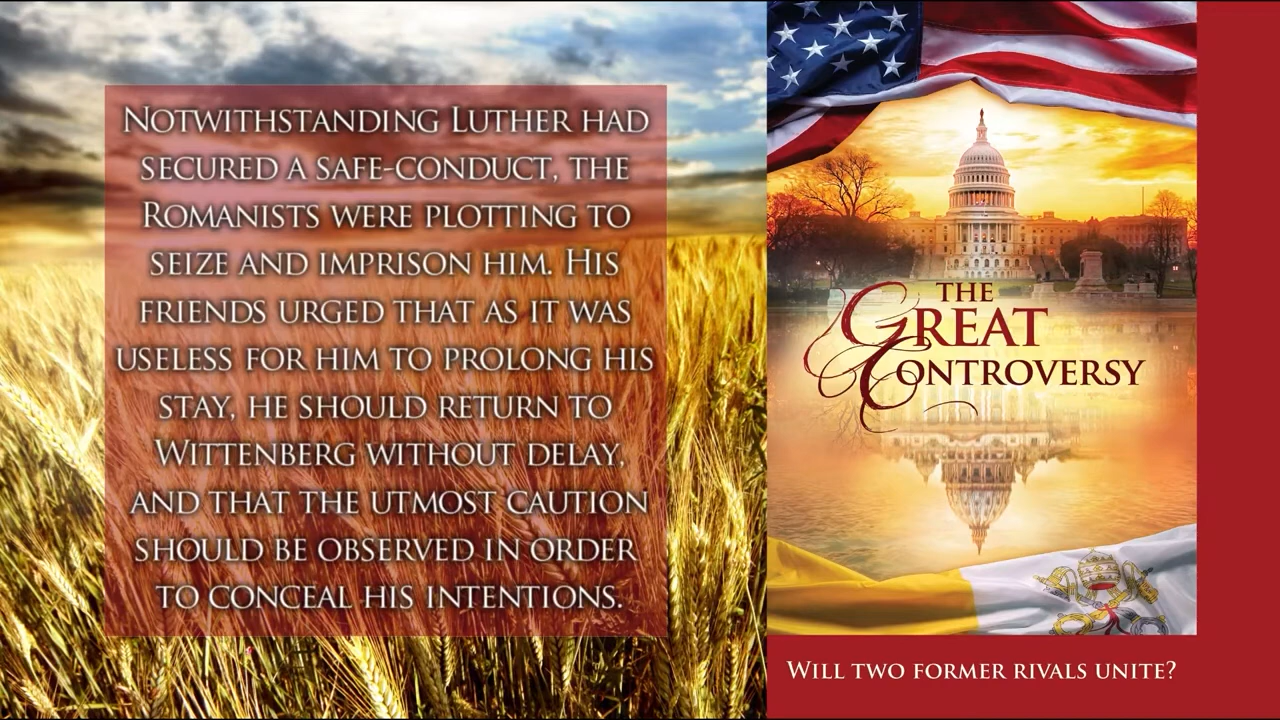 Notwithstanding Luther had
secured a safe-conduct, the
Romanists were plotting to
seize and imprison him. His
friends urged that as it was
useless for him to prolong his
stay, he should return to
Wittenberg without delay,
and that the utmost caution
should be observed in order
to conceal his intentions.
The
Great
Controversy
Will two former rivals unite?